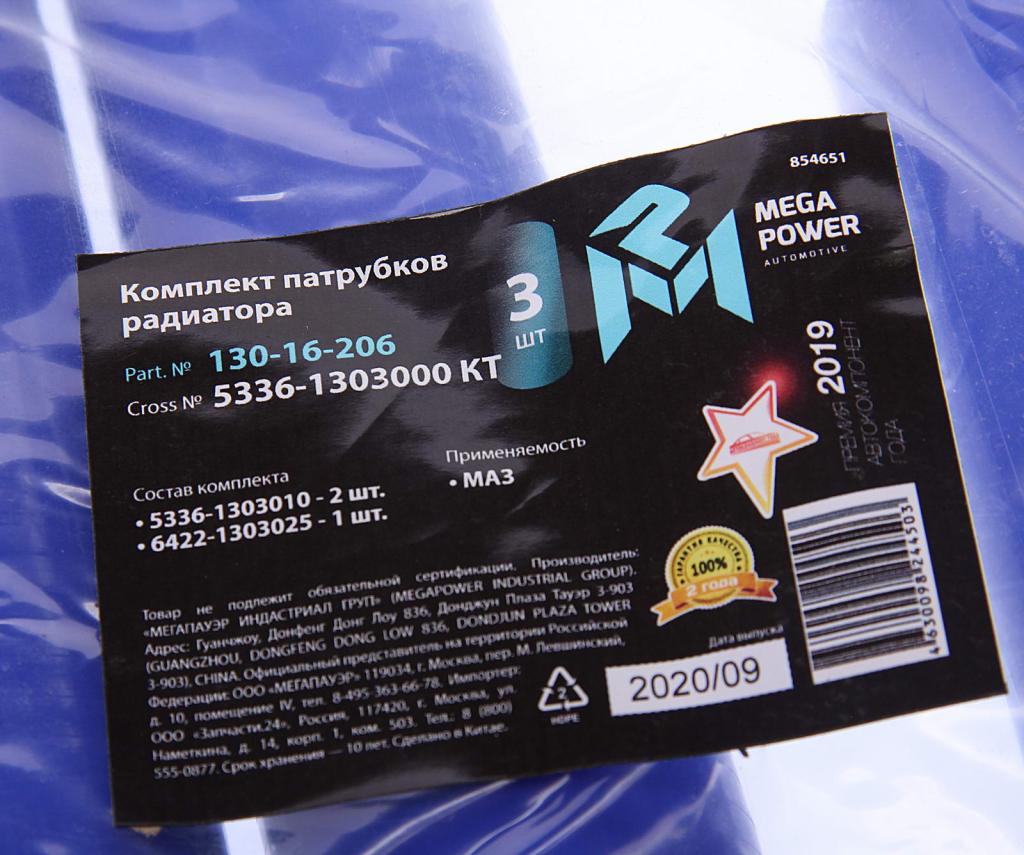 854651
MEGA
POWER
AUTOMOTIVE
Комплект патрубков
радиатора
3
шт
Part. № 130-16-206
Cross № 5336-1303000 КТ
ПРЕМИЯ 2019
АВТОКОМПОНЕНТ
ГОДА
Состав комплекта
• 5336-1303010 - 2 шт.
• 6422-1303025 - 1 шт.
Применяемость
• МАЗ
ГАРАНТИЯ КАЧЕСТВА
100%
2 года
Товар не подлежит обязательной сертификации. Производитель:
«МЕГАПАУЭР ИНДАСТРИАЛ ГРУП» (MEGAPOWER INDUSTRIAL GROUP).
Адрес: Гуанчжоу, Донфенг Донг Лоу 836, Донджун Плаза Тауэр 3-903
(GUANGZHOU, DONGFENG DONG LOW 836, DONDJUN PLAZA TOWER
3-903), CHINA. Официальный представитель на территории Российской
Федерации: ООО «МЕГАПАУЭР» 119034, г. Москва, пер. М. Левшинский,
д. 10, помещение IV, тел. 8-495-363-66-78. Импортер:
ООО «Запчасти.24», Россия, 117420, г. Москва, ул.
Наметкина, д. 14, корп. 1, ком. 503. Тел.: 8 (800)
555-0877. Срок хранения — 10 лет. Сделано в Китае.
2
HDPE
Дата выпуска
2020/09
4630098244503